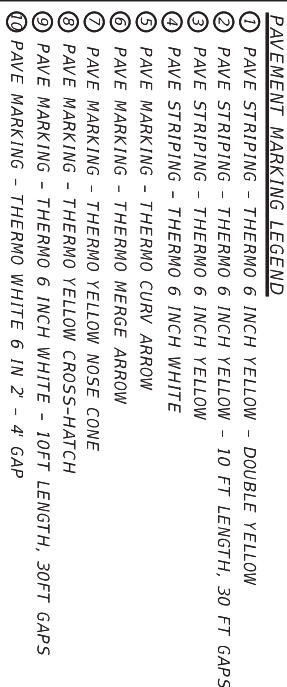 PAVEMENT MARKING LEGEND
① PAVE STRIPING - THERMO 6 INCH YELLOW - DOUBLE YELLOW
② PAVE STRIPING - THERMO 6 INCH YELLOW - 10 FT LENGTH, 30 FT GAPS
③ PAVE STRIPING - THERMO 6 INCH YELLOW
④ PAVE STRIPING - THERMO 6 INCH WHITE
⑤ PAVE MARKING - THERMO CURV ARROW
⑥ PAVE MARKING - THERMO MERGE ARROW
⑦ PAVE MARKING - THERMO YELLOW NOSE CONE
⑧ PAVE MARKING - THERMO YELLOW CROSS-HATCH
⑨ PAVE MARKING - THERMO 6 INCH WHITE - 10FT LENGTH, 30FT GAPS
⑩ PAVE MARKING - THERMO WHITE 6 IN 2' - 4' GAP